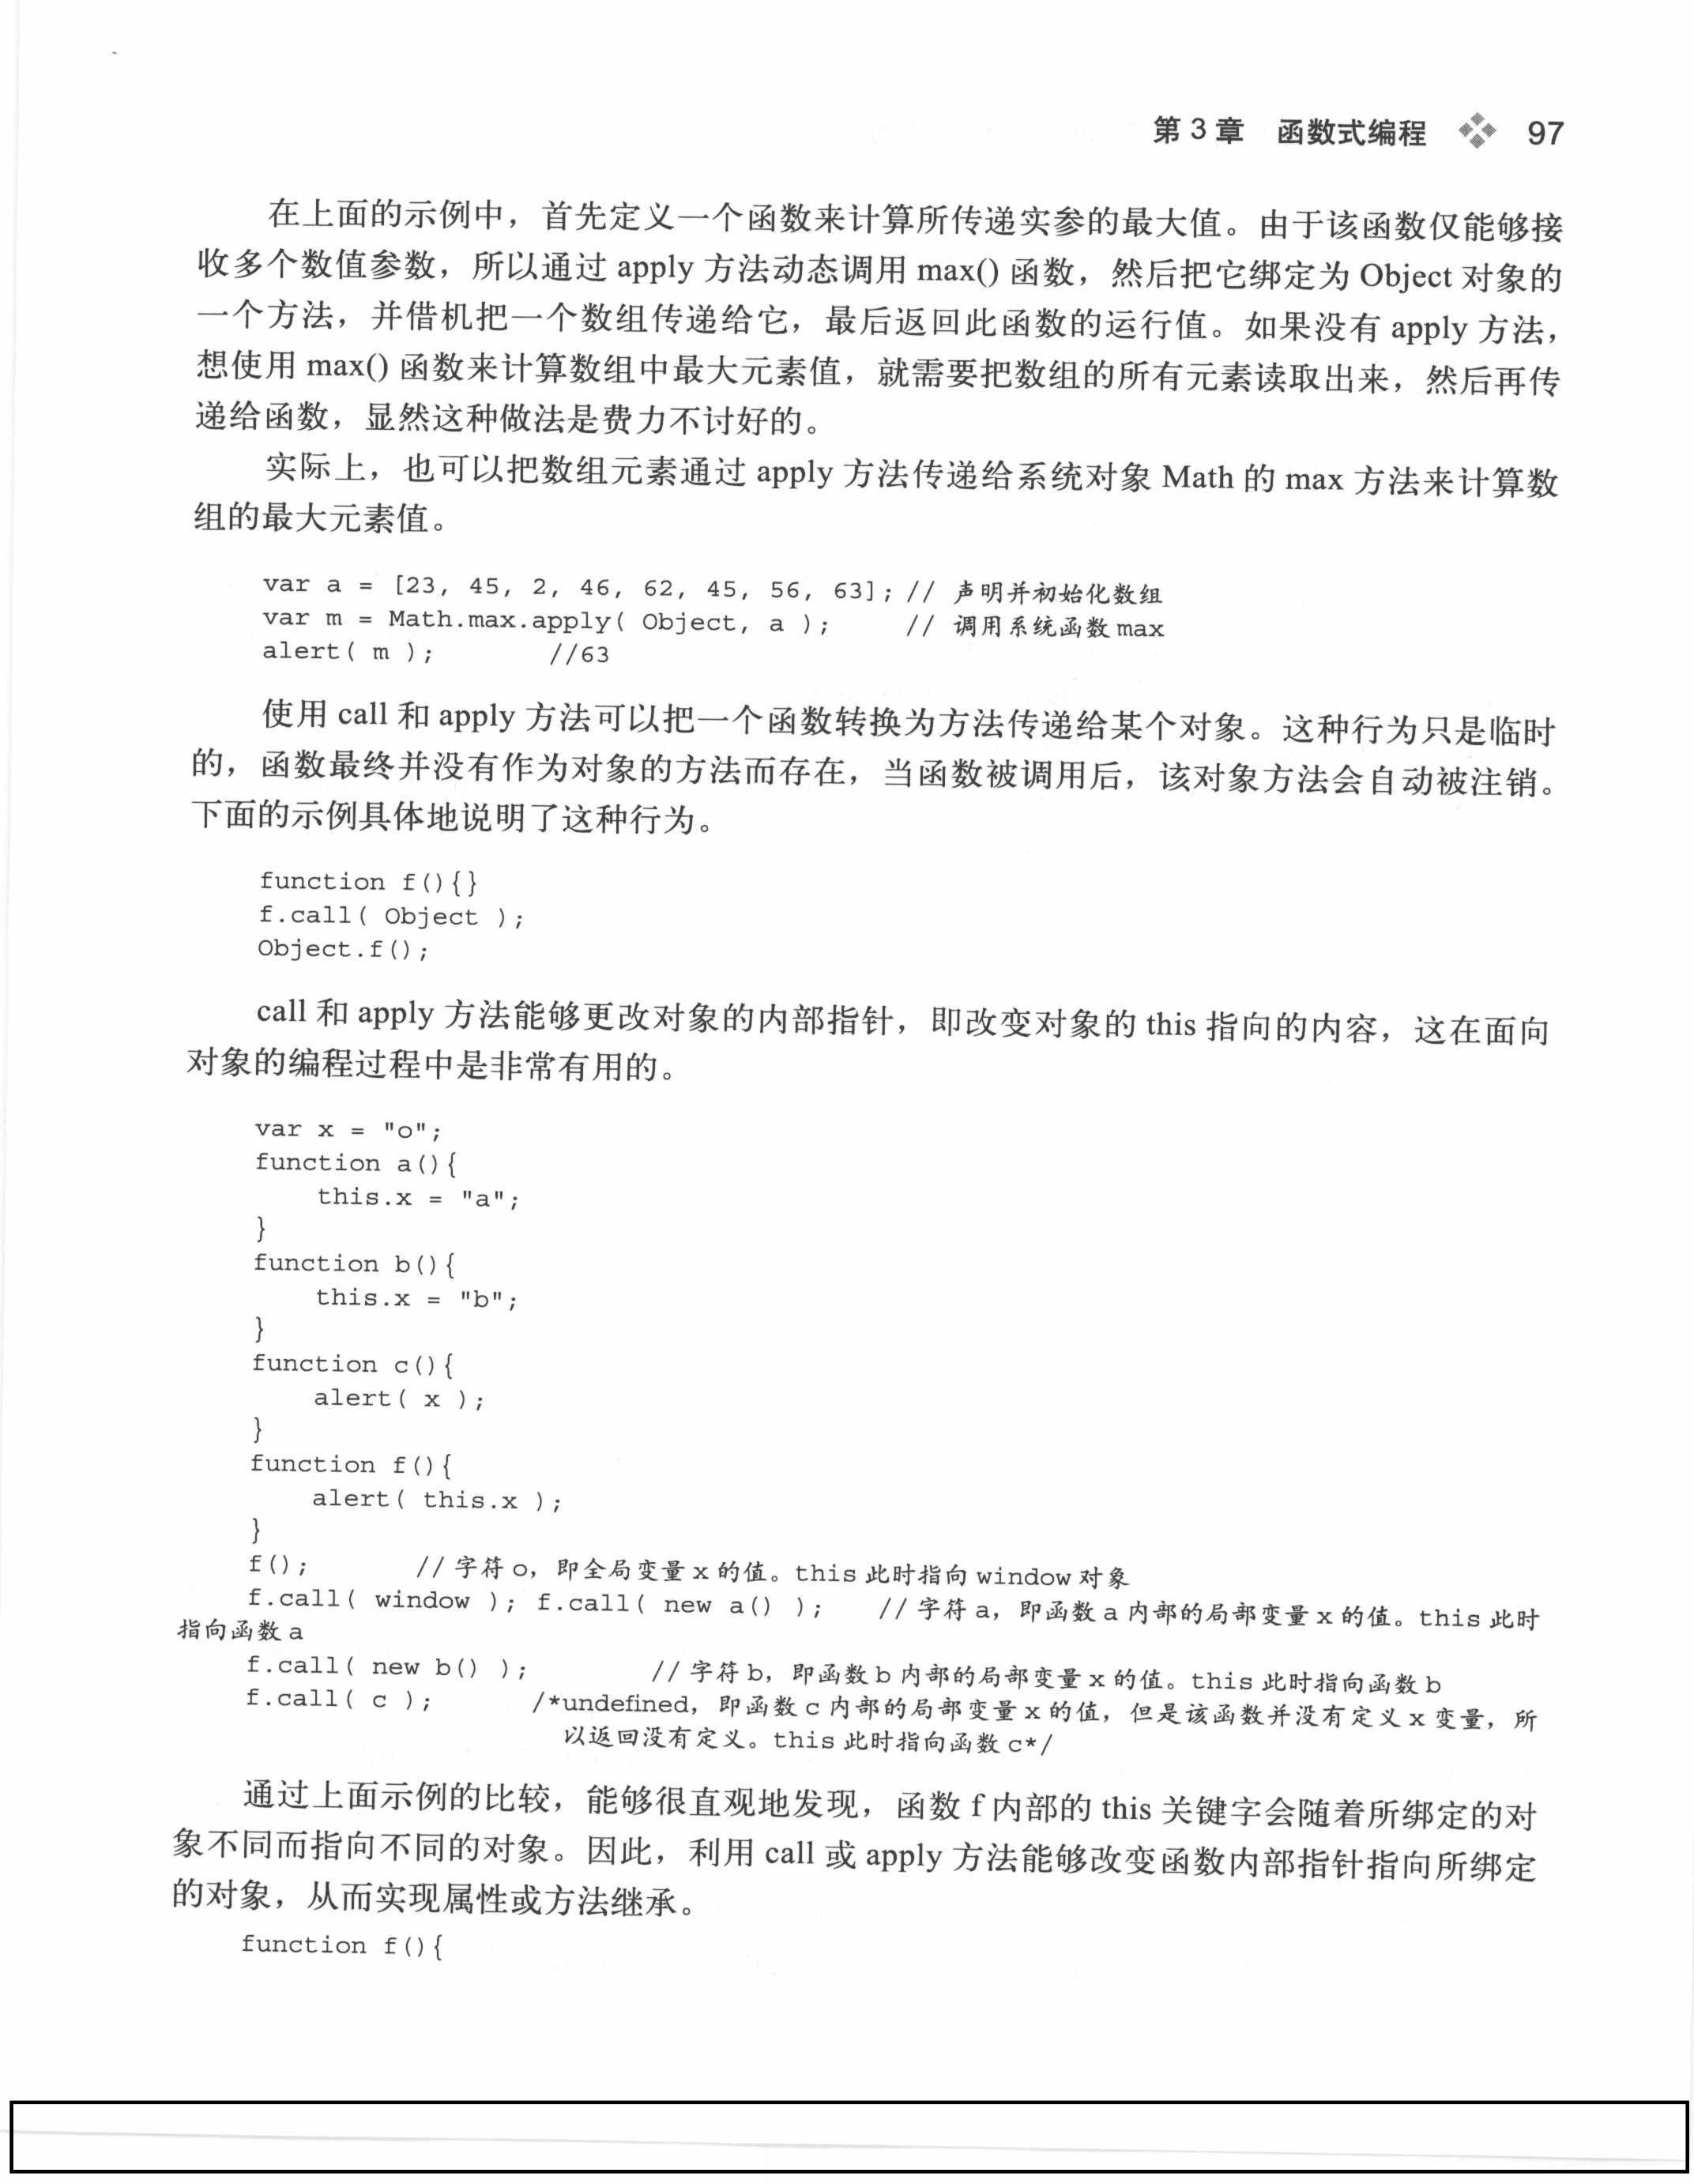 第 3 章 函数式编程 97
在上面的示例中，首先定义一个函数来计算所传递实参的最大值。由于该函数仅能够接
收多个数值参数，所以通过 apply 方法动态调用 max() 函数，然后把它绑定为 Object 对象的
一个方法，并借机把一个数组传递给它，最后返回此函数的运行值。如果没有 apply 方法，
想使用 max() 函数来计算数组中最大元素值，就需要把数组的所有元素读取出来，然后再传
递给函数，显然这种做法是费力不讨好的。
实际上，也可以把数组元素通过 apply 方法传递给系统对象 Math 的 max 方法来计算数
组的最大元素值。
var a = [23, 45, 2, 46, 62, 45, 56, 63]; // 声明并初始化数组
var m = Math.max.apply( Object, a ); // 调用系统函数 max
alert( m ); //63
使用 call 和 apply 方法可以把一个函数转换为方法传递给某个对象。这种行为只是临时
的，函数最终并没有作为对象的方法而存在，当函数被调用后，该对象方法会自动被注销。
下面的示例具体地说明了这种行为。
function f(){}
f.call( Object );
Object.f();
call 和 apply 方法能够更改对象的内部指针，即改变对象的 this 指向的内容，这在面向
对象的编程过程中是非常有用的。
var x = "o";
function a(){
this.x = "a";
}
function b(){
this.x = "b";
}
function c(){
alert( x );
}
function f(){
alert( this.x );
}
f(); // 字符 o，即全局变量 x 的值。this 此时指向 window 对象
f.call( window ); f.call( new a() ); // 字符 a，即函数 a 内部的局部变量 x 的值。this 此时
指向函数 a
f.call( new b() ); // 字符 b，即函数 b 内部的局部变量 x 的值。this 此时指向函数 b
f.call( c ); /*undefined，即函数 c 内部的局部变量 x 的值，但是该函数并没有定义 x 变量，所
以返回没有定义。this 此时指向函数 c*/
通过上面示例的比较，能够很直观地发现，函数 f 内部的 this 关键字会随着所绑定的对
象不同而指向不同的对象。因此，利用 call 或 apply 方法能够改变函数内部指针指向所绑定
的对象，从而实现属性或方法继承。
function f(){